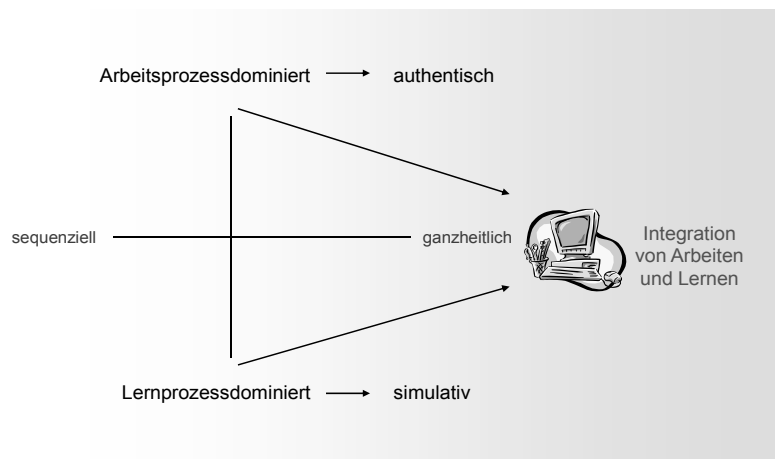 Arbeitsprozessdominiert authentisch
sequenziell ganzheitlich
Integration
von Arbeiten
und Lernen
Lernprozessdominiert simulativ